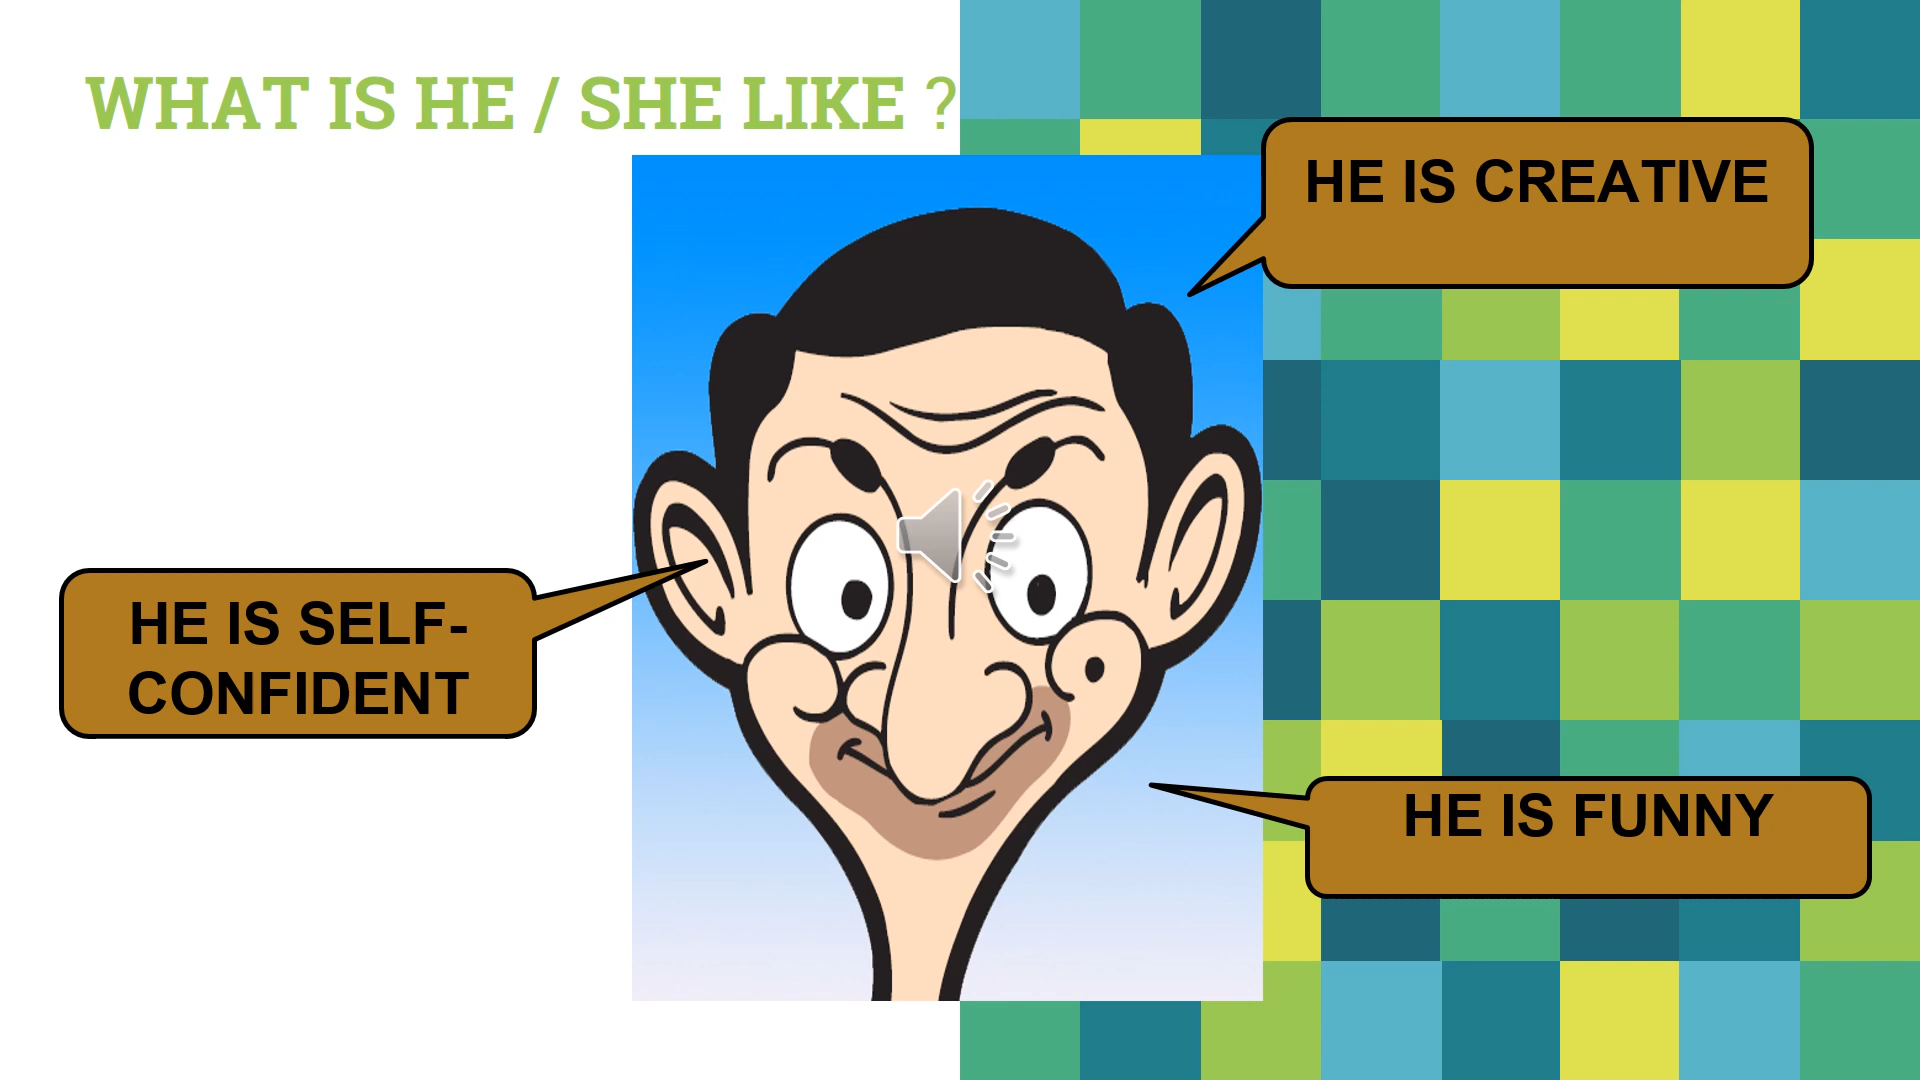 WHAT IS HE / SHE LIKE ?
HE IS CREATIVE
HE IS SELF-
CONFIDENT
HE IS FUNNY